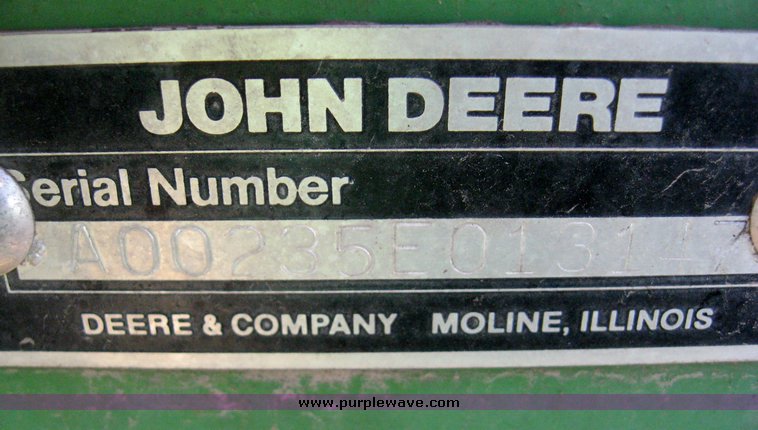 JOHN DEERE
Serial Number
A00235E013147
DEERE & COMPANY MOLINE, ILLINOIS
www.purplewave.com